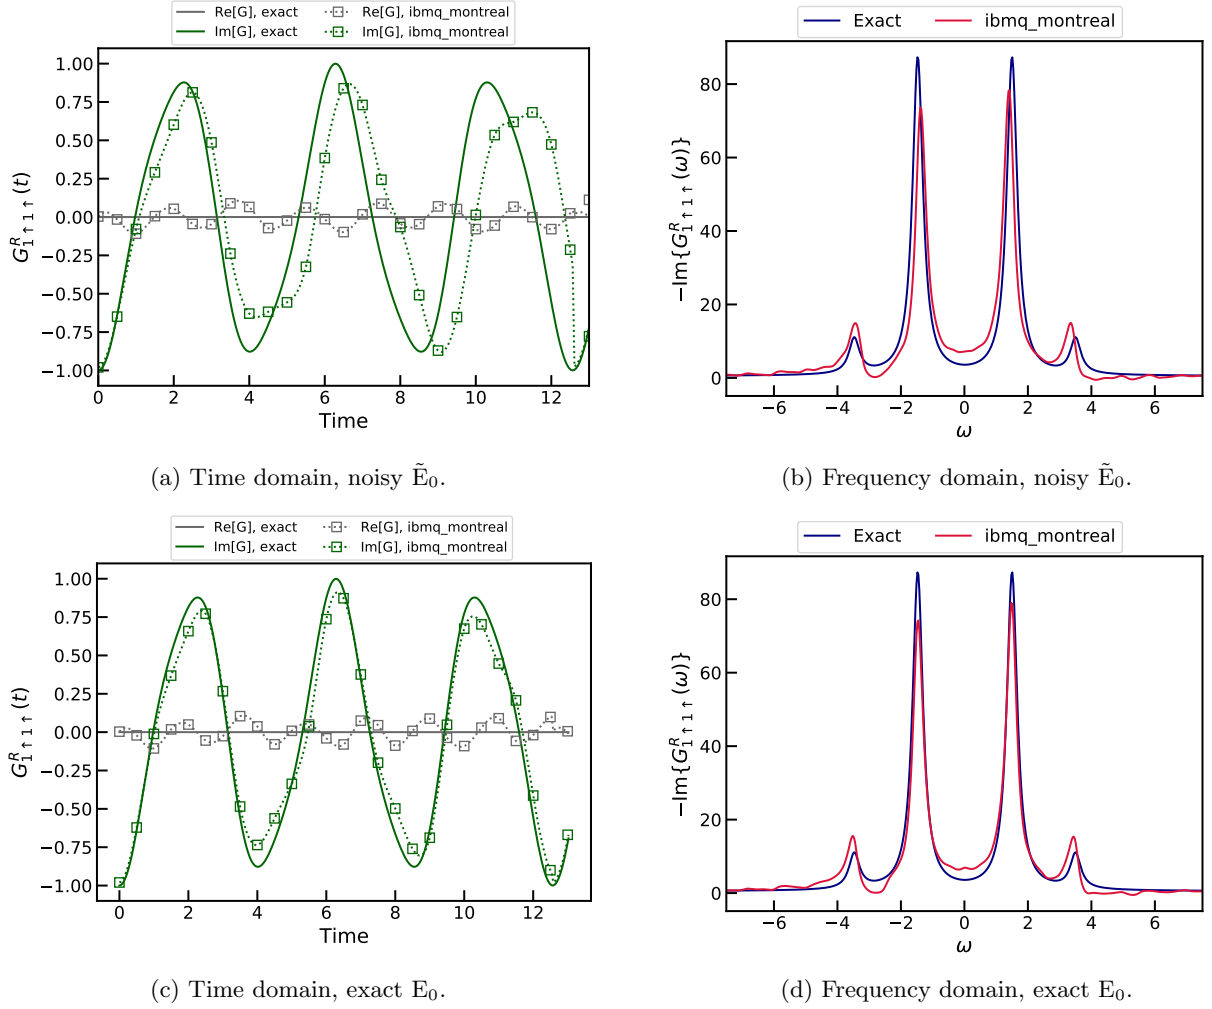 Re[G], exact
Re[G], ibmq_montreal
Im[G], exact
Im[G], ibmq_montreal
1.00
0.75
0.50
0.25
0.00
−0.25
−0.50
−0.75
−1.00
G^R_{1↑1↑}(t)
0 2 4 6 8 10 12
Time
(a) Time domain, noisy Ẽ₀.
Exact
ibmq_montreal
80
60
40
20
0
−Im{G^R_{1↑1↑}(ω)}
−6 −4 −2 0 2 4 6
ω
(b) Frequency domain, noisy Ẽ₀.
Re[G], exact
Re[G], ibmq_montreal
Im[G], exact
Im[G], ibmq_montreal
1.00
0.75
0.50
0.25
0.00
−0.25
−0.50
−0.75
−1.00
G^R_{1↑1↑}(t)
0 2 4 6 8 10 12
Time
(c) Time domain, exact E₀.
Exact
ibmq_montreal
80
60
40
20
0
−Im{G^R_{1↑1↑}(ω)}
−6 −4 −2 0 2 4 6
ω
(d) Frequency domain, exact E₀.